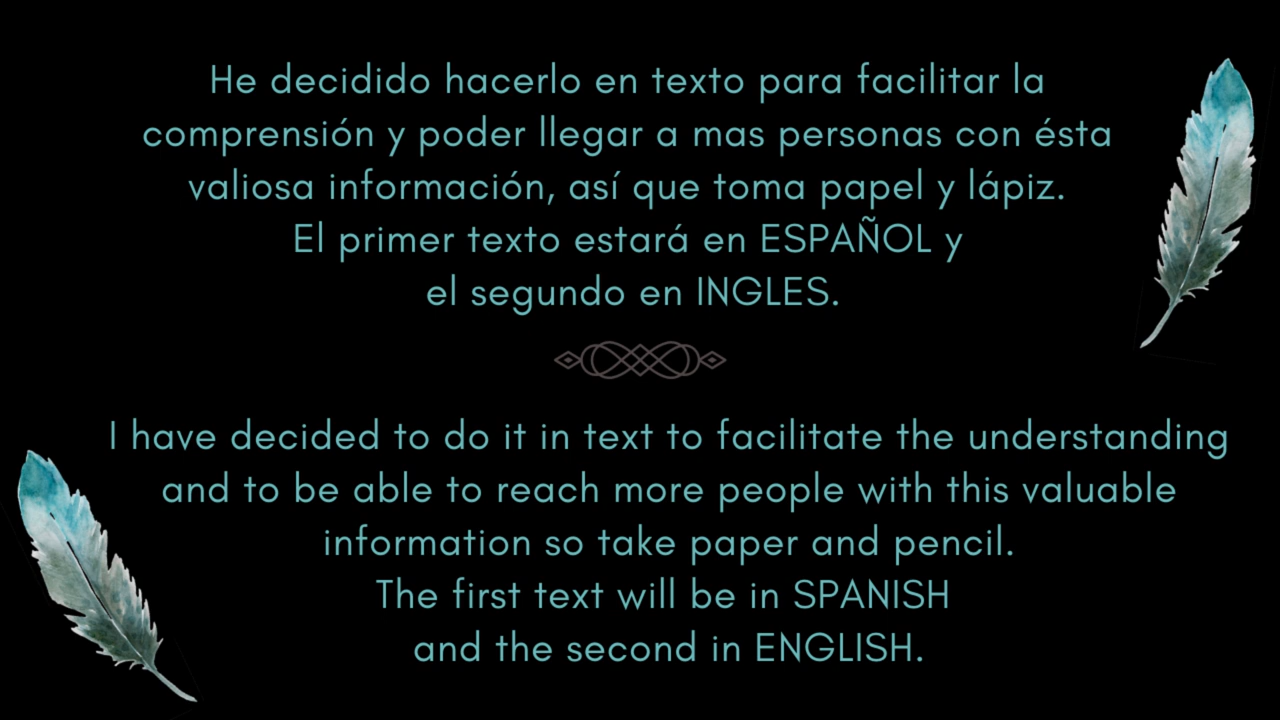 He decidido hacerlo en texto para facilitar la
comprensión y poder llegar a mas personas con ésta
valiosa información, así que toma papel y lápiz.
El primer texto estará en ESPAÑOL y
el segundo en INGLES.
I have decided to do it in text to facilitate the understanding
and to be able to reach more people with this valuable
information so take paper and pencil.
The first text will be in SPANISH
and the second in ENGLISH.